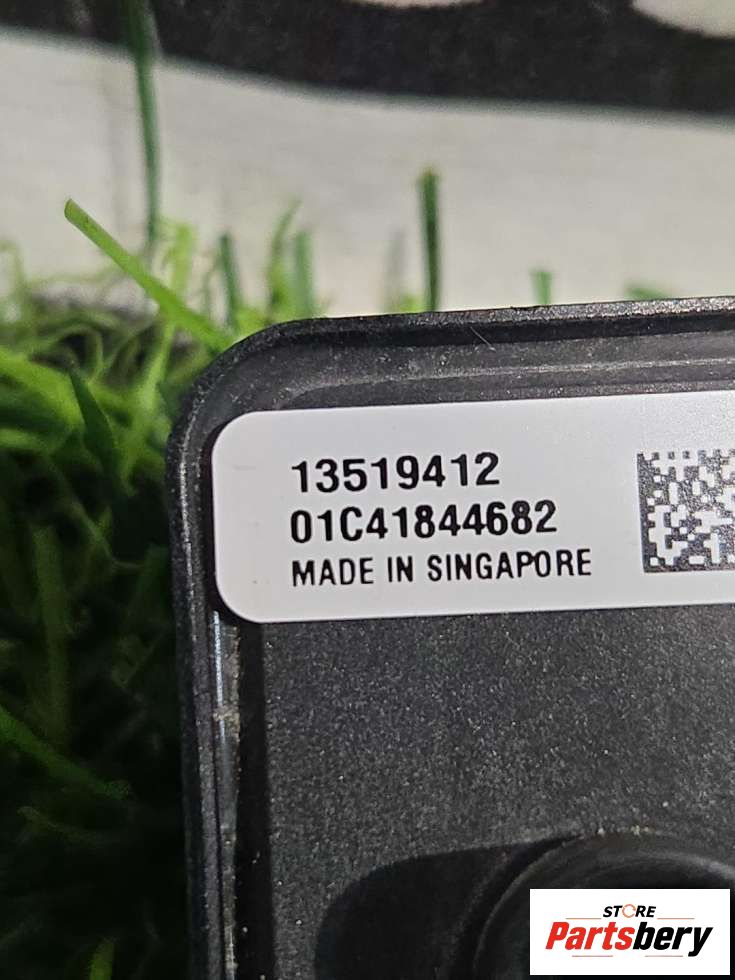 13519412
01C41844682
MADE IN SINGAPORE
STORE
Partsbery